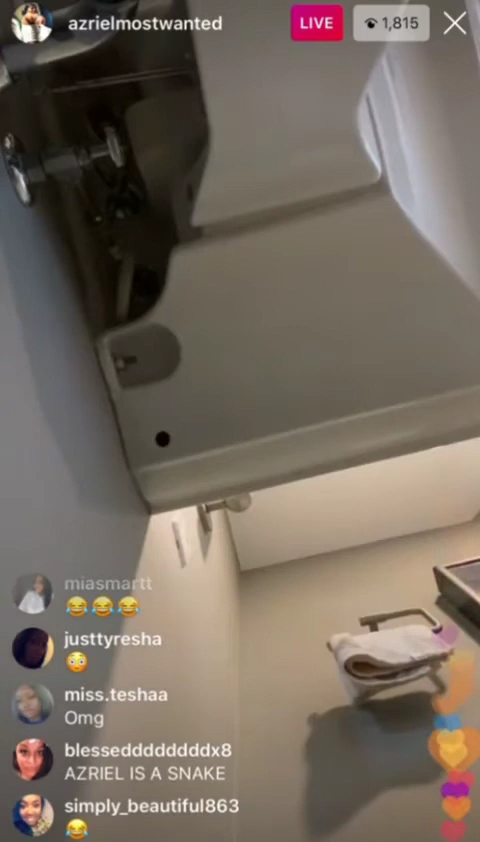 azrielmostwanted
LIVE
1,815
miasmartt
😂😂😂
justtyresha
😳
miss.teshaa
Omg
blesseddddddddx8
AZRIEL IS A SNAKE
simply_beautiful863
😂